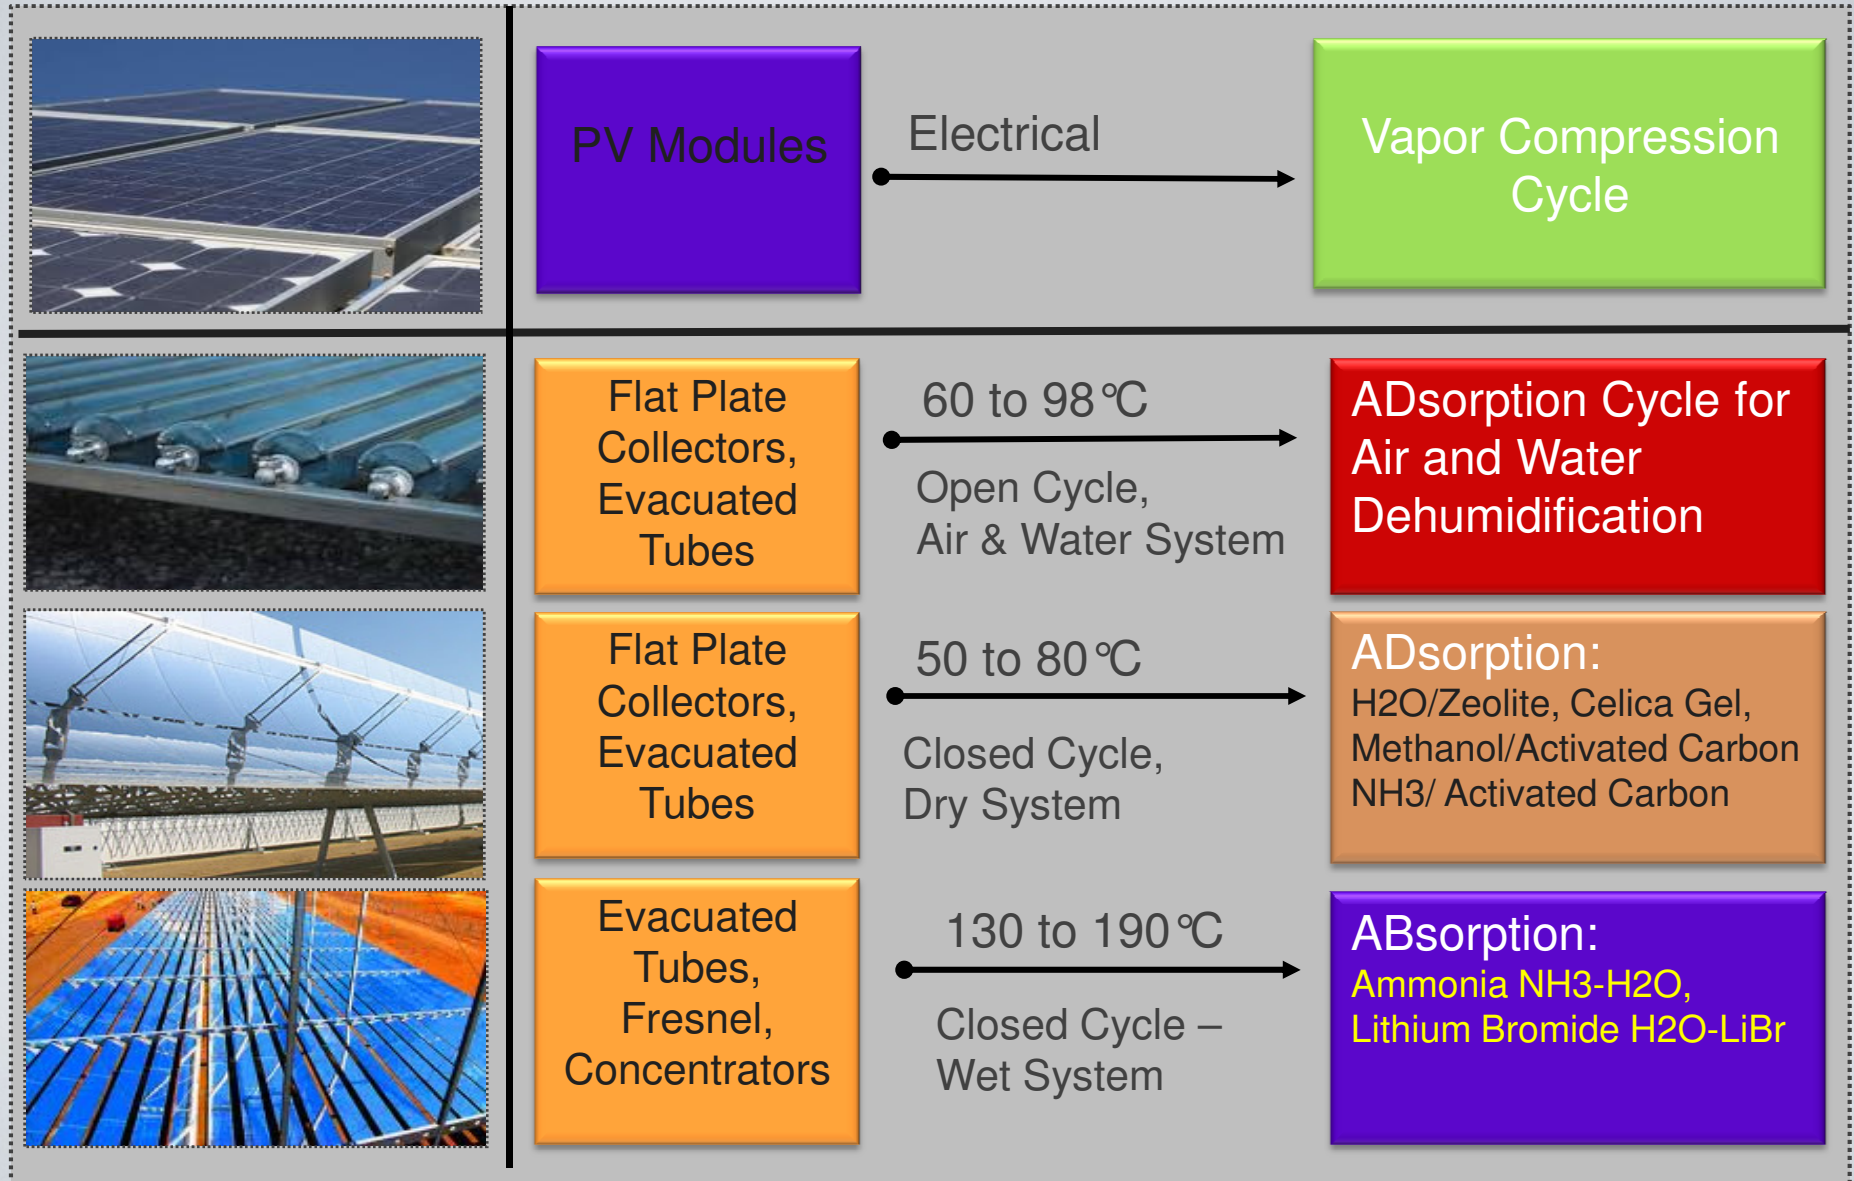 PV Modules
Electrical
Vapor Compression
Cycle
Flat Plate
Collectors,
Evacuated
Tubes
60 to 98°C
Open Cycle,
Air & Water System
ADsorption Cycle for
Air and Water
Dehumidification
Flat Plate
Collectors,
Evacuated
Tubes
50 to 80°C
Closed Cycle,
Dry System
ADsorption:
H2O/Zeolite, Celica Gel,
Methanol/Activated Carbon
NH3/ Activated Carbon
Evacuated
Tubes,
Fresnel,
Concentrators
130 to 190°C
Closed Cycle –
Wet System
ABsorption:
Ammonia NH3-H2O,
Lithium Bromide H2O-LiBr